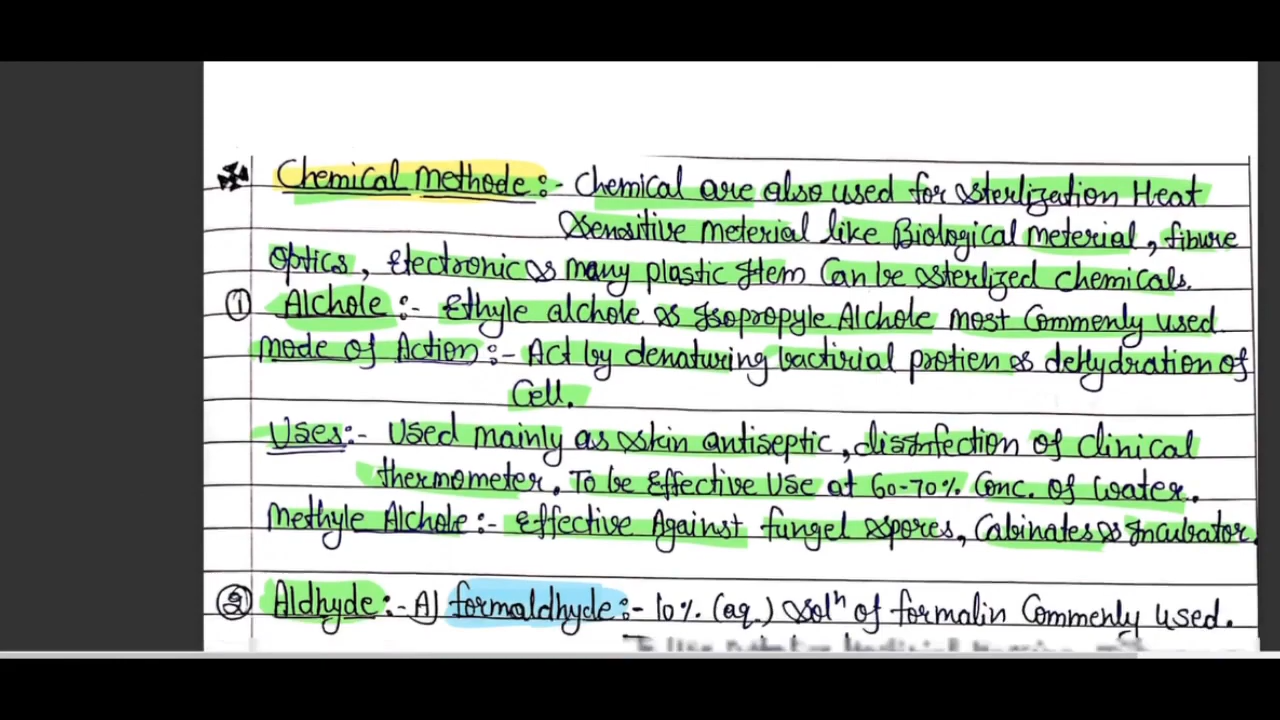 Chemical Methode :- Chemical are also used for sterlization Heat
sensitive meterial like Biological meterial, fibure
optics, Electronic & many plastic Item Can be sterlized chemicals.
① Alchole :- Ethyle alchole & Isopropyle Alchole most Commonly used
mode of Action :- Act by denaturing bactirial protien & deHydration of
Cell.
Uses :- Used mainly as skin antiseptic, disinfection of clinical
thermometer. To be Effective Use at 60-70% Conc. of water.
Methyle Alchole :- Effective Against fungel spores, Cabinates & Incubator.
② Aldhyde :- A) formaldhyde :- 10% (aq.) solⁿ of formalin Commonly used.